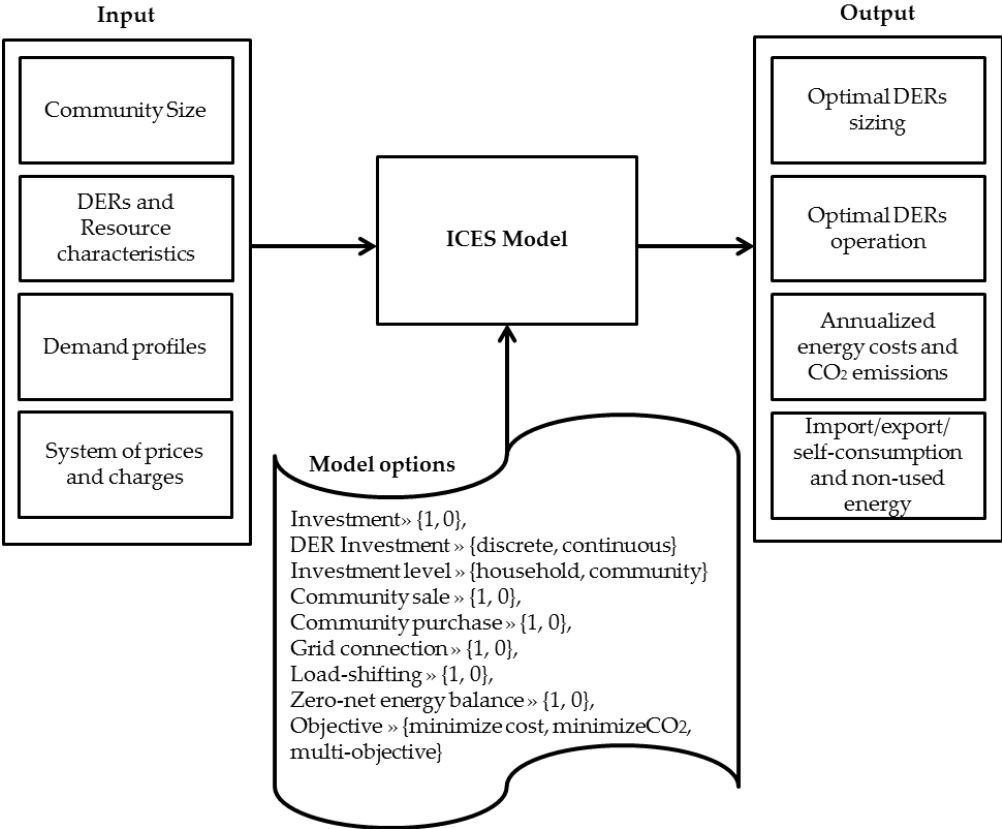 Input
Community Size
DERs and
Resource
characteristics
Demand profiles
System of prices
and charges
ICES Model
Model options
Investment» {1, 0},
DER Investment » {discrete, continuous}
Investment level » {household, community}
Community sale » {1, 0},
Community purchase » {1, 0},
Grid connection » {1, 0},
Load-shifting » {1, 0},
Zero-net energy balance » {1, 0},
Objective » {minimize cost, minimizeCO2,
multi-objective}
Output
Optimal DERs
sizing
Optimal DERs
operation
Annualized
energy costs and
CO2 emissions
Import/export/
self-consumption
and non-used
energy